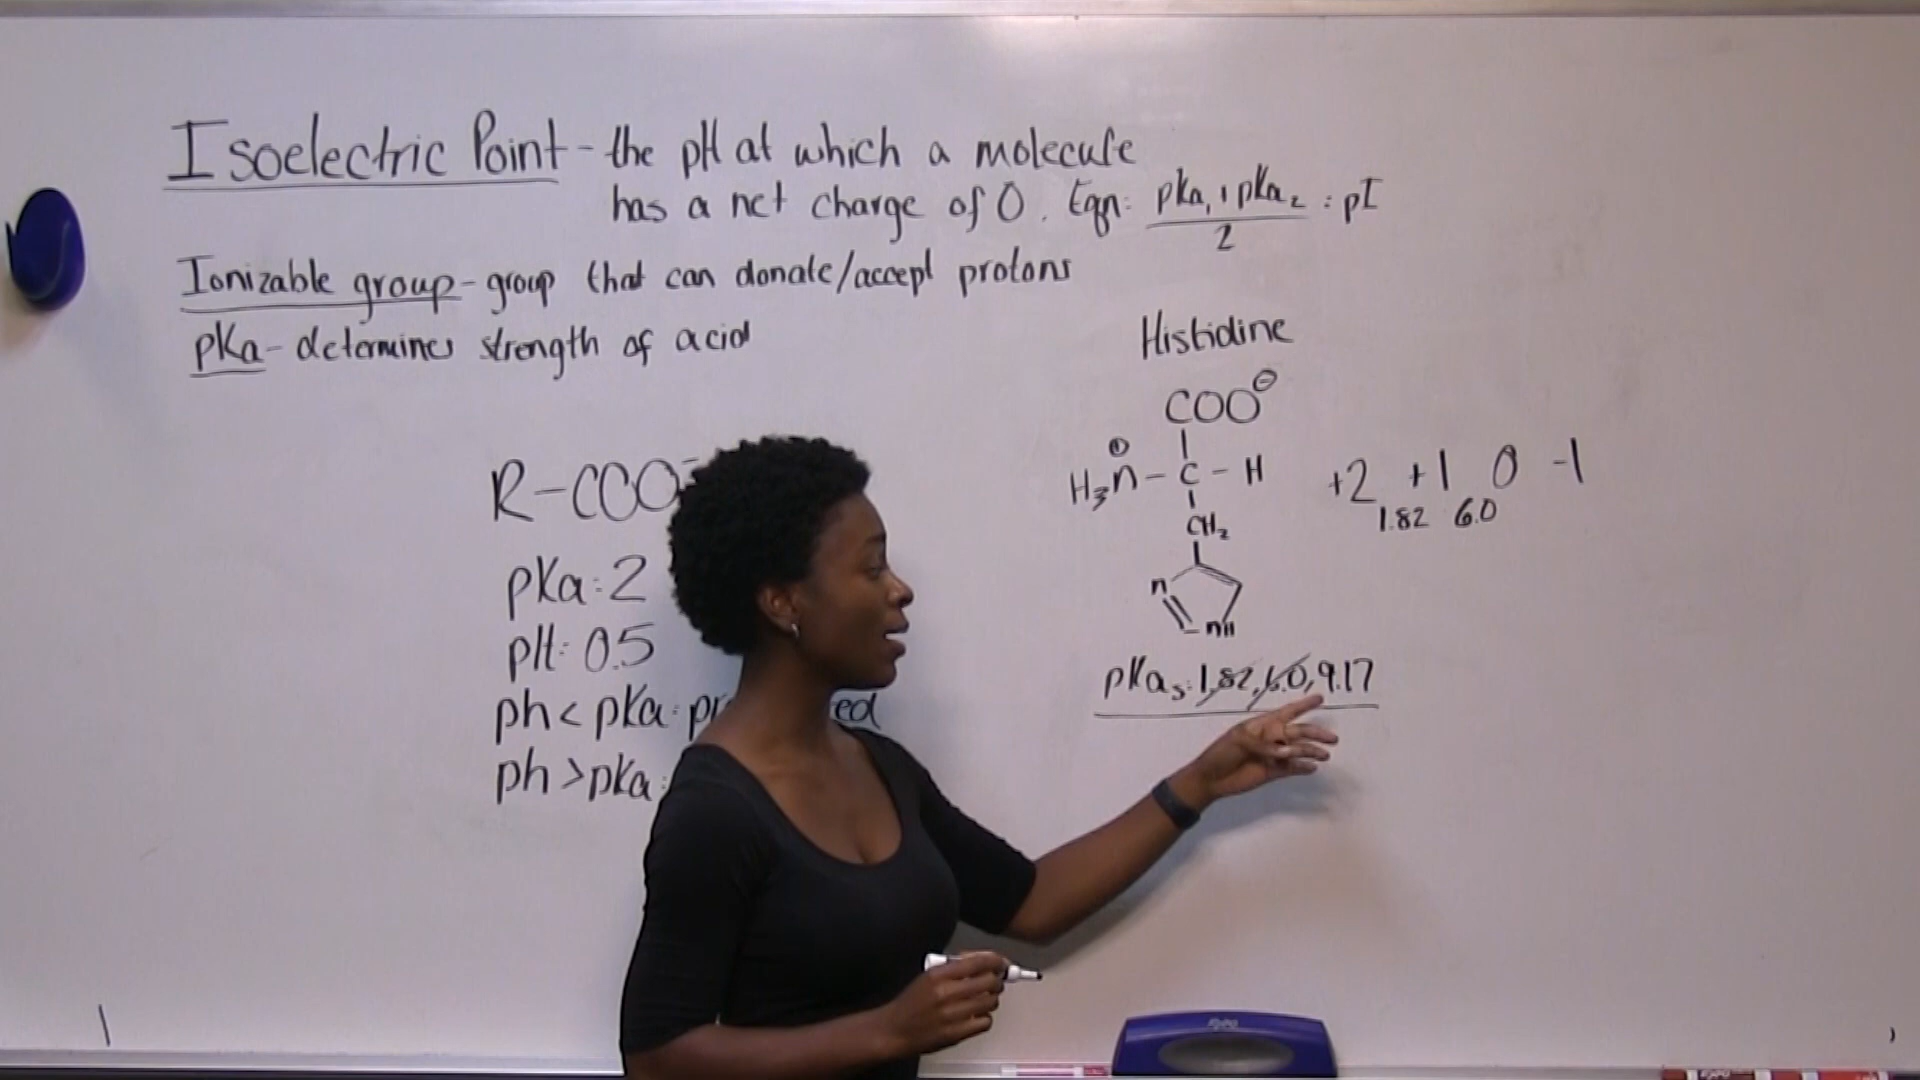 Isoelectric Point - the pH at which a molecule
has a net charge of 0. Eqn: pka1 + pka2 / 2 = pI
Ionizable group - group that can donate/accept protons
pKa - determines strength of acid
R-COO-
pKa: 2
pH: 0.5
ph < pka:
ph > pka:
Histidine
COO⊖
⊕
H3n - C - H
CH2
n
nH
pKas: 1.82, 6.0, 9.17
+2 +1 0 -1
1.82 6.0